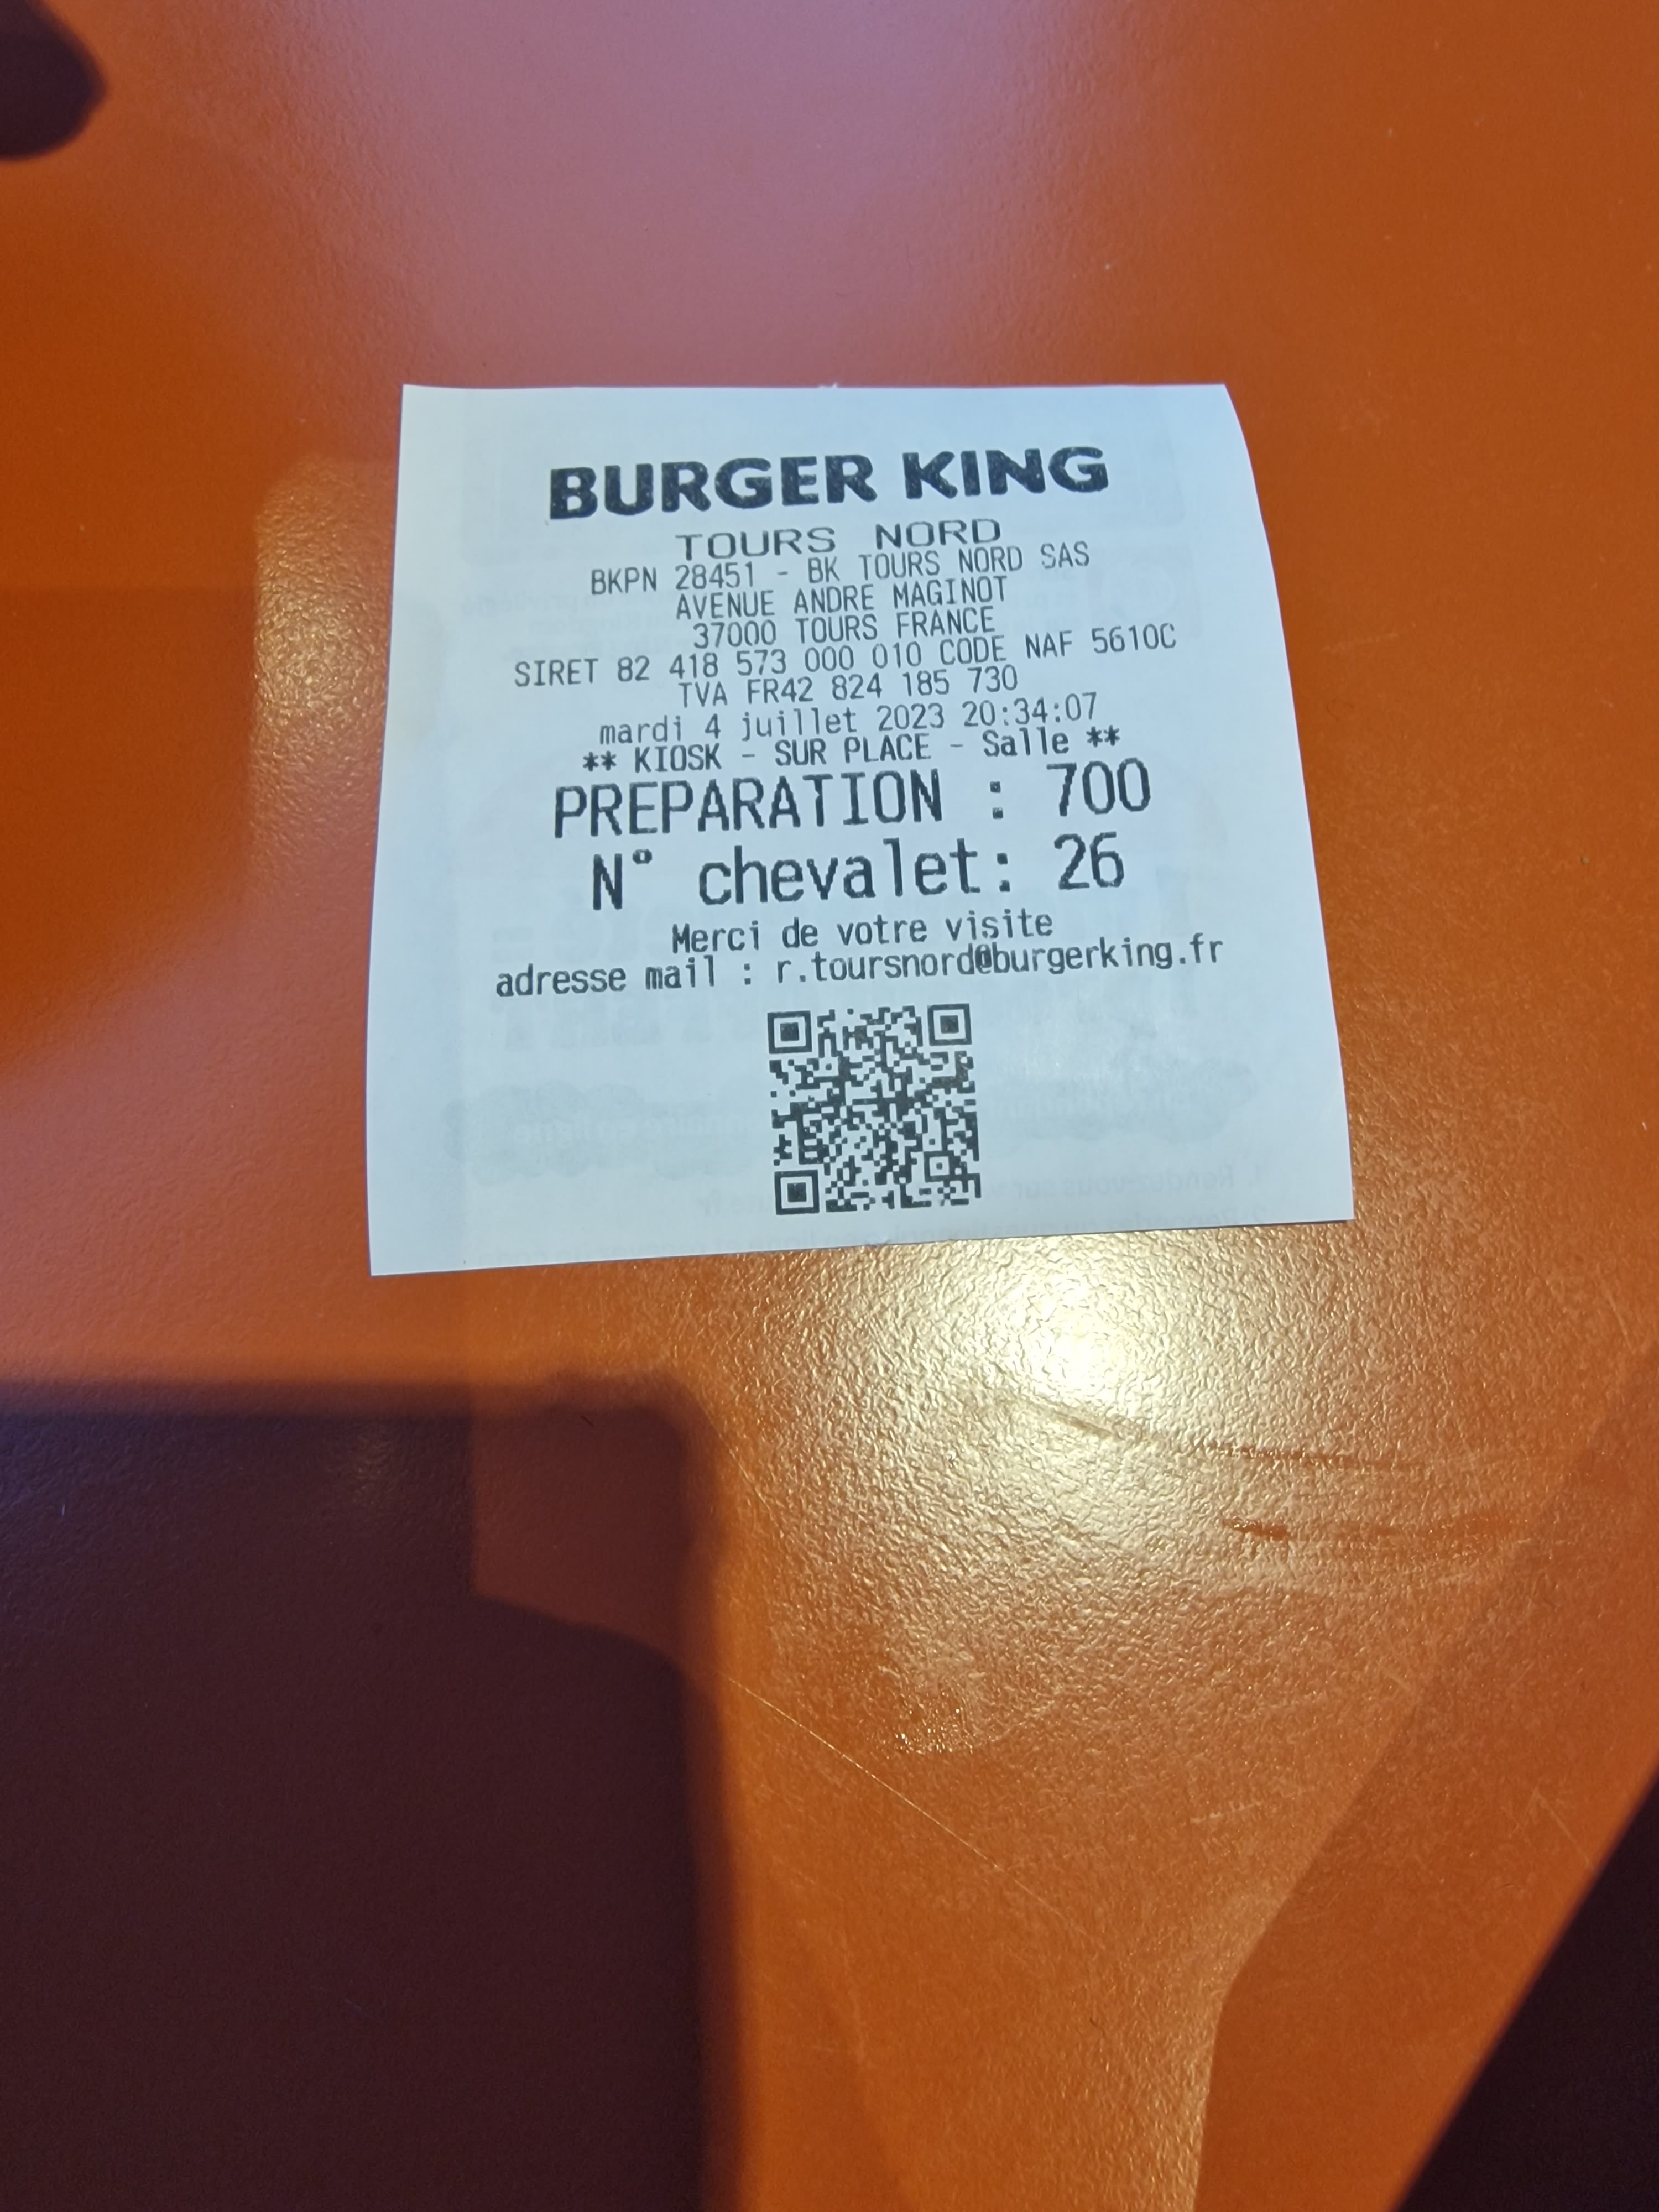 BURGER KING
TOURS NORD
BKPN 28451 - BK TOURS NORD SAS
AVENUE ANDRE MAGINOT
37000 TOURS FRANCE
SIRET 82 418 573 000 010 CODE NAF 5610C
TVA FR42 824 185 730
mardi 4 juillet 2023 20:34:07
** KIOSK - SUR PLACE - Salle **
PREPARATION : 700
N° chevalet: 26
Merci de votre visite
adresse mail : r.toursnord@burgerking.fr